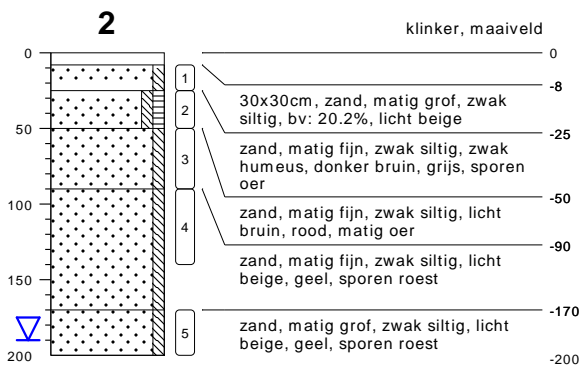 2
klinker, maaiveld
0
0
-8
1
30x30cm, zand, matig grof, zwak
siltig, bv: 20.2%, licht beige
2
-25
50
zand, matig fijn, zwak siltig, zwak
humeus, donker bruin, grijs, sporen
oer
3
-50
100
zand, matig fijn, zwak siltig, licht
bruin, rood, matig oer
4
-90
zand, matig fijn, zwak siltig, licht
beige, geel, sporen roest
150
-170
5
zand, matig grof, zwak siltig, licht
beige, geel, sporen roest
200
-200